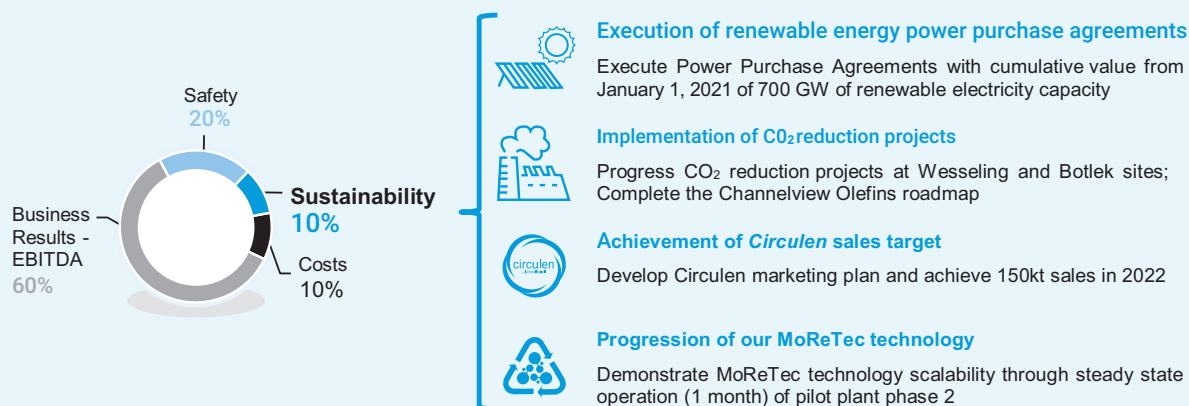 Safety
20%
Business
Results -
EBITDA
60%
Sustainability
10%
Costs
10%
Execution of renewable energy power purchase agreements
Execute Power Purchase Agreements with cumulative value from
January 1, 2021 of 700 GW of renewable electricity capacity
Implementation of CO₂ reduction projects
Progress CO₂ reduction projects at Wesseling and Botlek sites;
Complete the Channelview Olefins roadmap
circulen
Achievement of Circulen sales target
Develop Circulen marketing plan and achieve 150kt sales in 2022
Progression of our MoReTec technology
Demonstrate MoReTec technology scalability through steady state
operation (1 month) of pilot plant phase 2